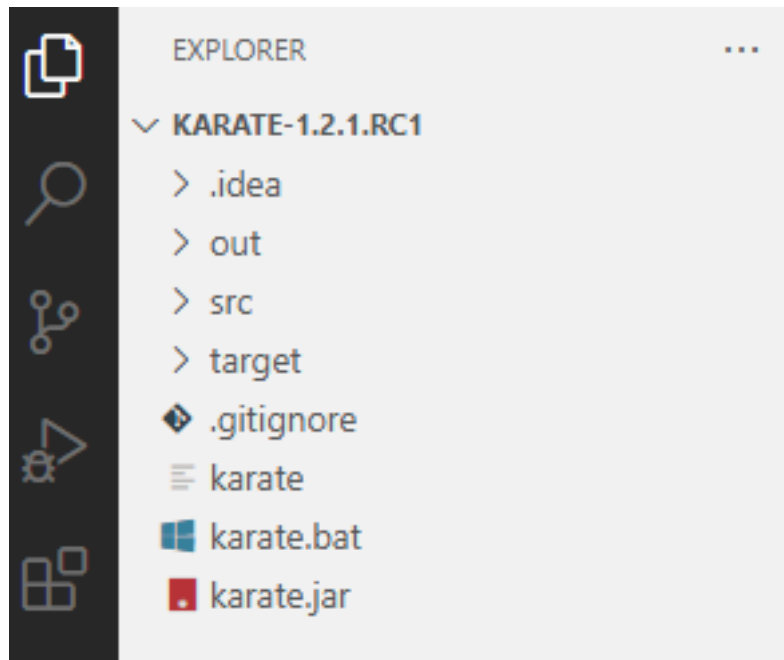 EXPLORER
KARATE-1.2.1.RC1
.idea
out
src
target
.gitignore
karate
karate.bat
karate.jar